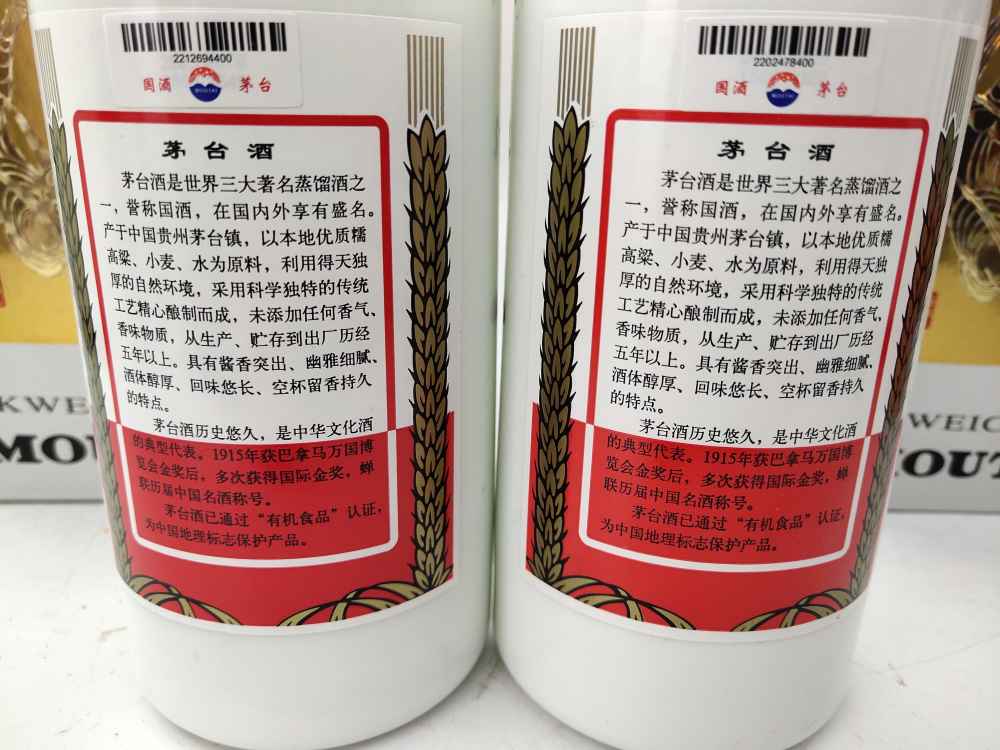 2212694400
国酒 MOUTAI 茅台
茅台酒
茅台酒是世界三大著名蒸馏酒之
一，誉称国酒，在国内外享有盛名。
产于中国贵州茅台镇，以本地优质糯
高粱、小麦、水为原料，利用得天独
厚的自然环境，采用科学独特的传统
工艺精心酿制而成，未添加任何香气、
香味物质，从生产、贮存到出厂历经
五年以上。具有酱香突出、幽雅细腻、
酒体醇厚、回味悠长、空杯留香持久
的特点。
茅台酒历史悠久，是中华文化酒
的典型代表。1915年获巴拿马万国博
览会金奖后，多次获得国际金奖，蝉
联历届中国名酒称号。
茅台酒已通过“有机食品”认证，
为中国地理标志保护产品。
2202478400
国酒 MOUTAI 茅台
茅台酒
茅台酒是世界三大著名蒸馏酒之
一，誉称国酒，在国内外享有盛名。
产于中国贵州茅台镇，以本地优质糯
高粱、小麦、水为原料，利用得天独
厚的自然环境，采用科学独特的传统
工艺精心酿制而成，未添加任何香气、
香味物质，从生产、贮存到出厂历经
五年以上。具有酱香突出、幽雅细腻、
酒体醇厚、回味悠长、空杯留香持久
的特点。
茅台酒历史悠久，是中华文化酒
的典型代表。1915年获巴拿马万国博
览会金奖后，多次获得国际金奖，蝉
联历届中国名酒称号。
茅台酒已通过“有机食品”认证，
为中国地理标志保护产品。
KWE
MOU
WEIC
OUT